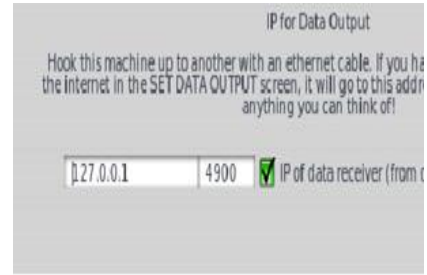 IP for Data Output
Hook this machine up to another with an ethernet cable. If you ha
the internet in the SET DATA OUTPUT screen, it will go to this addr
anything you can think of!
127.0.0.1 4900 IP of data receiver (from